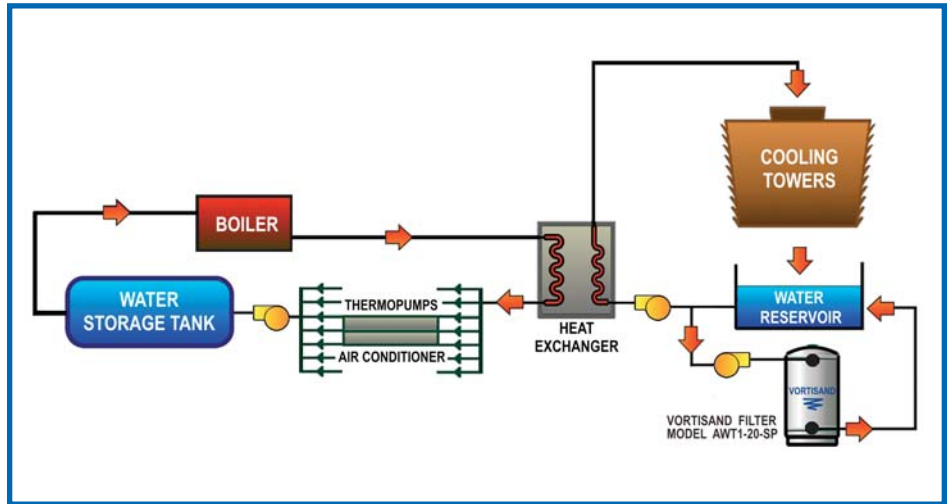 COOLING
TOWERS
BOILER
WATER
STORAGE TANK
THERMOPUMPS
AIR CONDITIONER
HEAT
EXCHANGER
WATER
RESERVOIR
VORTISAND
VORTISAND FILTER
MODEL AWT1-20-SP